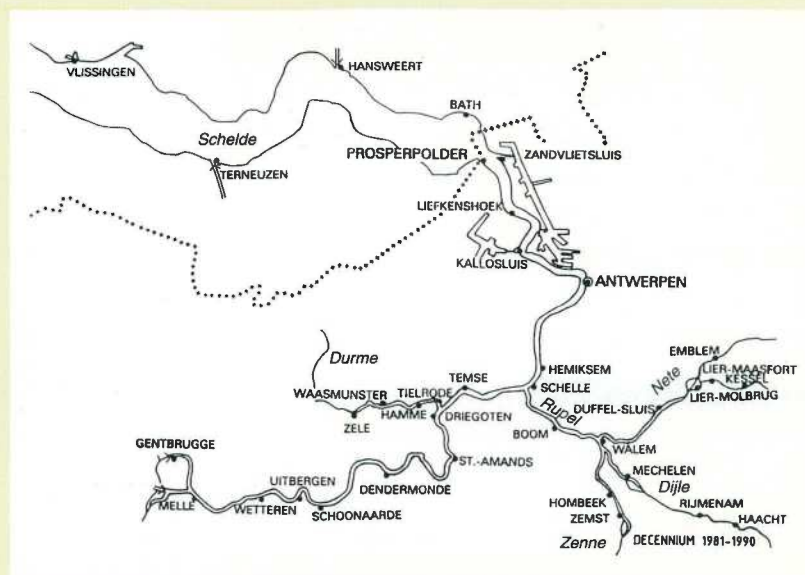 VLISSINGEN
HANSWEERT
BATH
Schelde
ZANDVLIETSLUIS
PROSPERPOLDER
TERNEUZEN
LIEFKENSHOEK
KALLOSLUIS
ANTWERPEN
EMBLEM
Durme
HEMIKSEM
LIER-MAASFORT
Nete
KESSEL
TEMSE
SCHELLE
LIER-MOLBRUG
WAASMUNSTER
TIELRODE
Rupel
DUFFEL-SLUIS
HAMME
DRIEGOTEN
ZELE
BOOM
WALEM
GENTBRUGGE
ST.-AMANDS
MECHELEN
UITBERGEN
DENDERMONDE
Dijle
MELLE
WETTEREN
HOMBEEK
RIJMENAM
SCHOONAARDE
ZEMST
HAACHT
Zenne
DECENNIUM 1981-1990